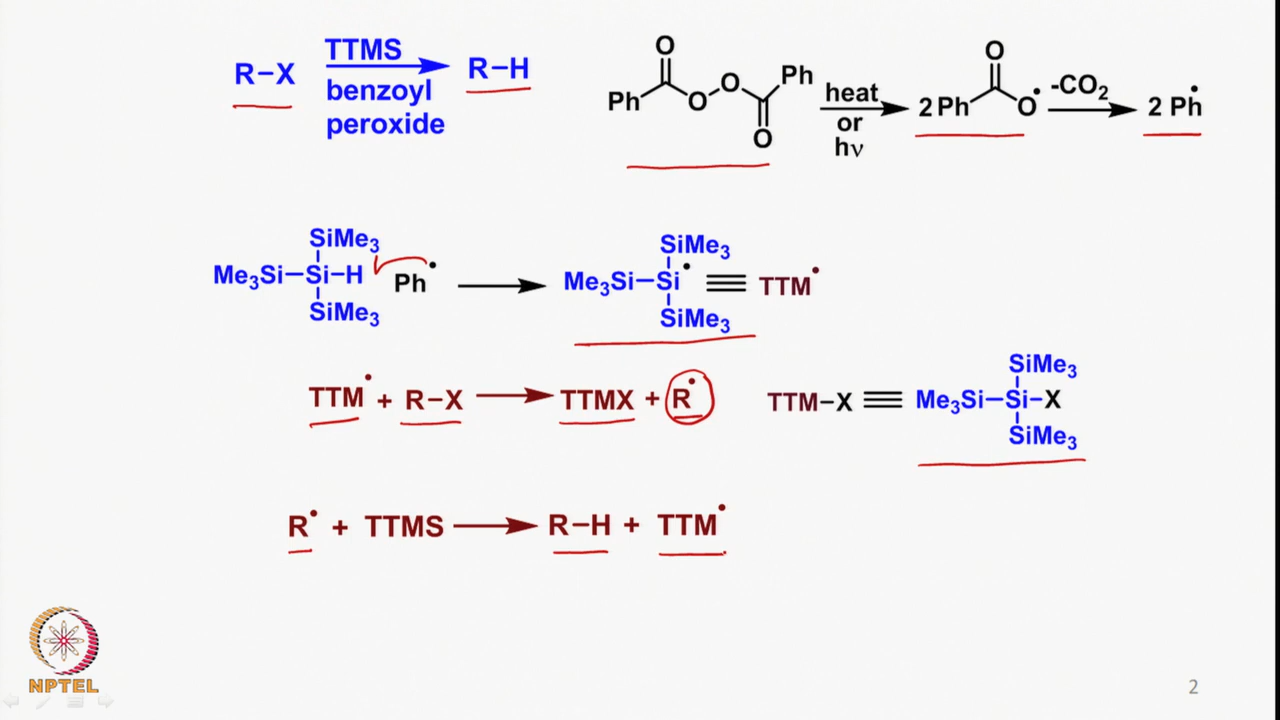 R–X TTMS benzoyl peroxide R–H
Ph O O O Ph O heat or hν 2 Ph O O• -CO₂ 2 Ph•
SiMe₃
Me₃Si–Si–H Ph•
SiMe₃
SiMe₃
Me₃Si–Si• ≡ TTM•
SiMe₃
TTM• + R–X TTMX + R•
SiMe₃
TTM–X ≡ Me₃Si–Si–X
SiMe₃
R• + TTMS R–H + TTM•
NPTEL
2